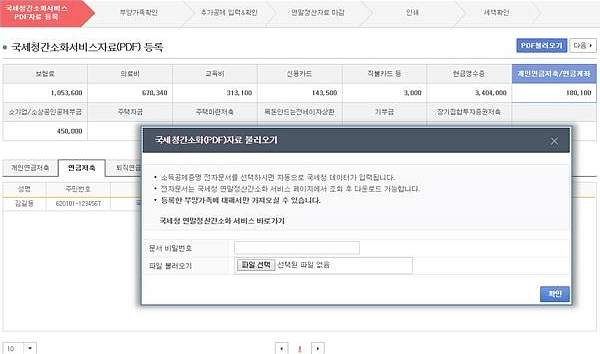 국세청간소화서비스
PDF자료 등록
부양가족확인
추가공제 입력&확인
연말정산자료 마감
인쇄
세액확인
국세청간소화서비스자료(PDF) 등록
PDF불러오기
다음
보험료 의료비 교육비 신용카드 직불카드 등 현금영수증 개인연금저축/연금계좌
1,053,600 678,340 313,100 143,500 3,000 3,404,000 180,100
소기업/소상공인공제부금 주택자금 주택마련저축 목돈안드는전세이자상환 기부금 장기집합투자증권저축
450,000
국세청간소화(PDF)자료 불러오기
소득공제증명 전자문서를 선택하시면 자동으로 국세청 데이터가 입력됩니다.
전자문서는 국세청 연말정산간소화 서비스 페이지에서 조회 후 다운로드 가능합니다.
등록한 부양가족에 대해서만 가져오실 수 있습니다.
국세청 연말정산간소화 서비스 바로가기
개인연금저축 연금저축 퇴직연금
성명 주민번호
김길동 620101-1234567
문서 비밀번호
파일 불러오기 파일 선택 선택된 파일 없음
확인
10 1